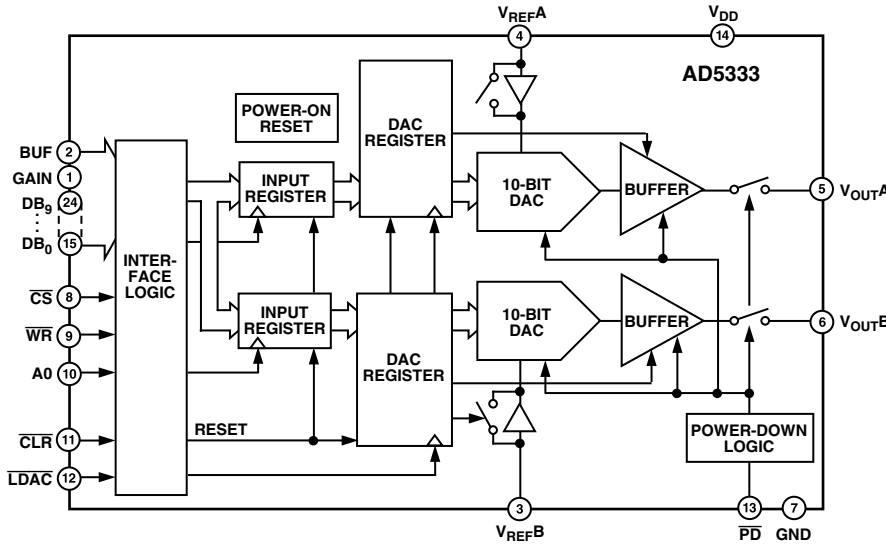 VREFA
VDD
4
14
AD5333
POWER-ON
RESET
DAC
REGISTER
BUF
2
GAIN
1
DB9
24
DB0
15
INPUT
REGISTER
10-BIT
DAC
BUFFER
5
VOUTA
INTER-
FACE
LOGIC
CS
8
WR
9
A0
10
INPUT
REGISTER
DAC
REGISTER
10-BIT
DAC
BUFFER
6
VOUTB
CLR
11
RESET
LDAC
12
POWER-DOWN
LOGIC
3
VREFB
13
PD
7
GND